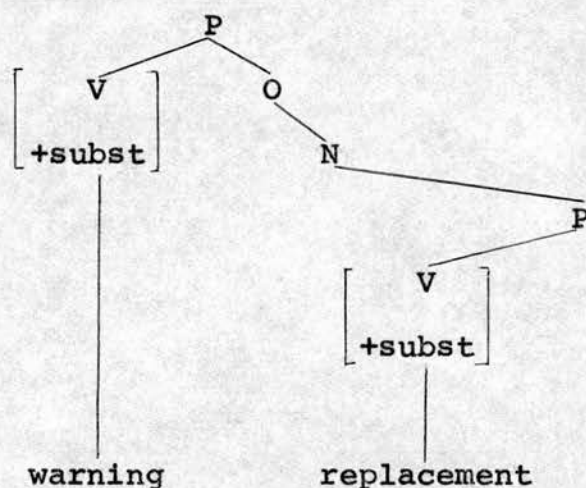 P
V O
+subst N
P
V
+subst
warning replacement